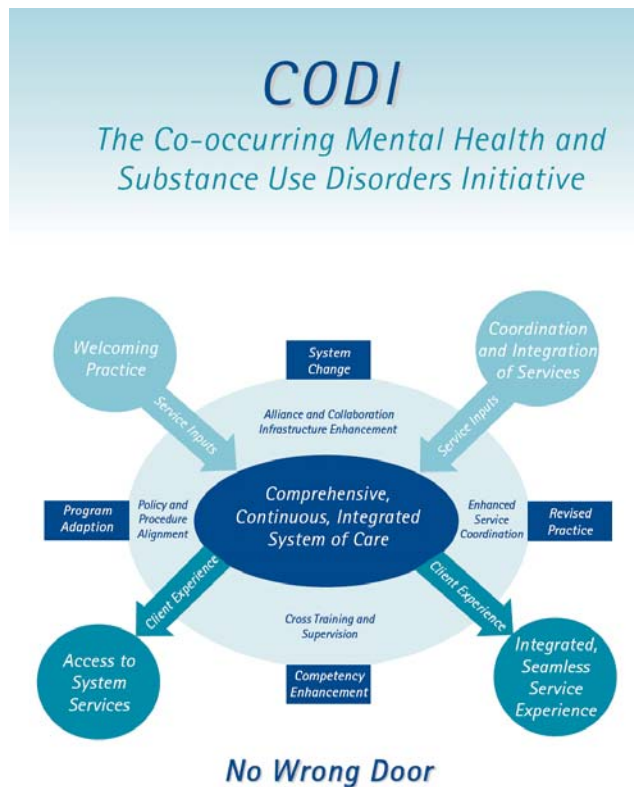 CODI
The Co-occurring Mental Health and
Substance Use Disorders Initiative
Welcoming
Practice
Coordination
and Integration
of Services
System
Change
Service Inputs
Service Inputs
Alliance and Collaboration
Infrastructure Enhancement
Program
Adaption
Policy and
Procedure
Alignment
Comprehensive,
Continuous, Integrated
System of Care
Enhanced
Service
Coordination
Revised
Practice
Client Experience
Client Experience
Cross Training and
Supervision
Access to
System
Services
Competency
Enhancement
Integrated,
Seamless
Service
Experience
No Wrong Door